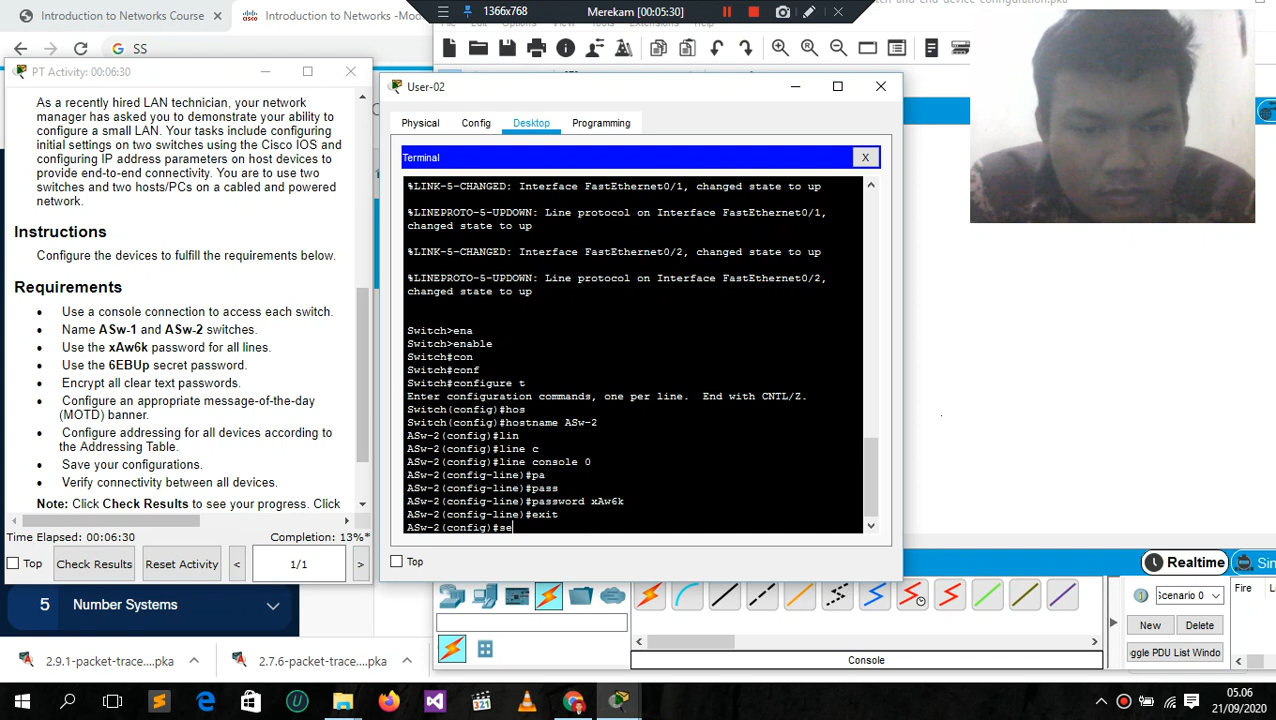 Introduction to Networks Course
Introduction to Networks -Mod
1366x768
Merekam (00:05:30)
SS
PT Activity: 00:06:30
As a recently hired LAN technician, your network
manager has asked you to demonstrate your ability to
configure a small LAN. Your tasks include configuring
initial settings on two switches using the Cisco IOS and
configuring IP address parameters on host devices to
provide end-to-end connectivity. You are to use two
switches and two hosts/PCs on a cabled and powered
network.
Instructions
Configure the devices to fulfill the requirements below.
Requirements
Use a console connection to access each switch.
Name ASw-1 and ASw-2 switches.
Use the xAw6k password for all lines.
Use the 6EBUp secret password.
Encrypt all clear text passwords.
Configure an appropriate message-of-the-day
(MOTD) banner.
Configure addressing for all devices according to
the Addressing Table.
Save your configurations.
Verify connectivity between all devices.
Note: Click Check Results to see your progress. Click
Time Elapsed: 00:06:30
Completion: 13%*
Top
Check Results
Reset Activity
<
1/1
>
5
Number Systems
User-02
Physical
Config
Desktop
Programming
Terminal
X
%LINK-5-CHANGED: Interface FastEthernet0/1, changed state to up
%LINEPROTO-5-UPDOWN: Line protocol on Interface FastEthernet0/1,
changed state to up
%LINK-5-CHANGED: Interface FastEthernet0/2, changed state to up
%LINEPROTO-5-UPDOWN: Line protocol on Interface FastEthernet0/2,
changed state to up
Switch>ena
Switch>enable
Switch#con
Switch#conf
Switch#configure t
Enter configuration commands, one per line.  End with CNTL/Z.
Switch(config)#hos
Switch(config)#hostname ASw-2
ASw-2(config)#lin
ASw-2(config)#line c
ASw-2(config)#line console 0
ASw-2(config-line)#pa
ASw-2(config-line)#pass
ASw-2(config-line)#password xAw6k
ASw-2(config-line)#exit
ASw-2(config)#se
Top
Realtime
Sin
Scenario 0
Fire
New
Delete
ggle PDU List Windo
Console
2.9.1-packet-trace....pka
2.7.6-packet-trace....pka
05.06
21/09/2020